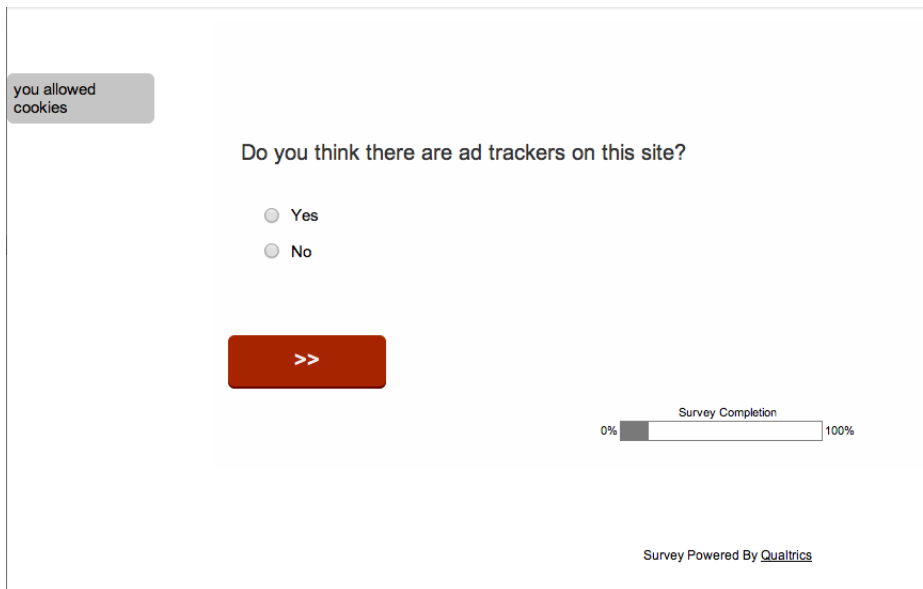 you allowed
cookies
Do you think there are ad trackers on this site?
Yes
No
>>
Survey Completion
0% 100%
Survey Powered By Qualtrics